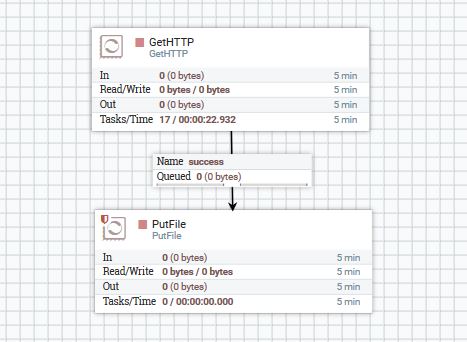 GetHTTP
GetHTTP
In 0 (0 bytes) 5 min
Read/Write 0 bytes / 0 bytes 5 min
Out 0 (0 bytes) 5 min
Tasks/Time 17 / 00:00:22.932 5 min
Name success
Queued 0 (0 bytes)
PutFile
PutFile
In 0 (0 bytes) 5 min
Read/Write 0 bytes / 0 bytes 5 min
Out 0 (0 bytes) 5 min
Tasks/Time 0 / 00:00:00.000 5 min